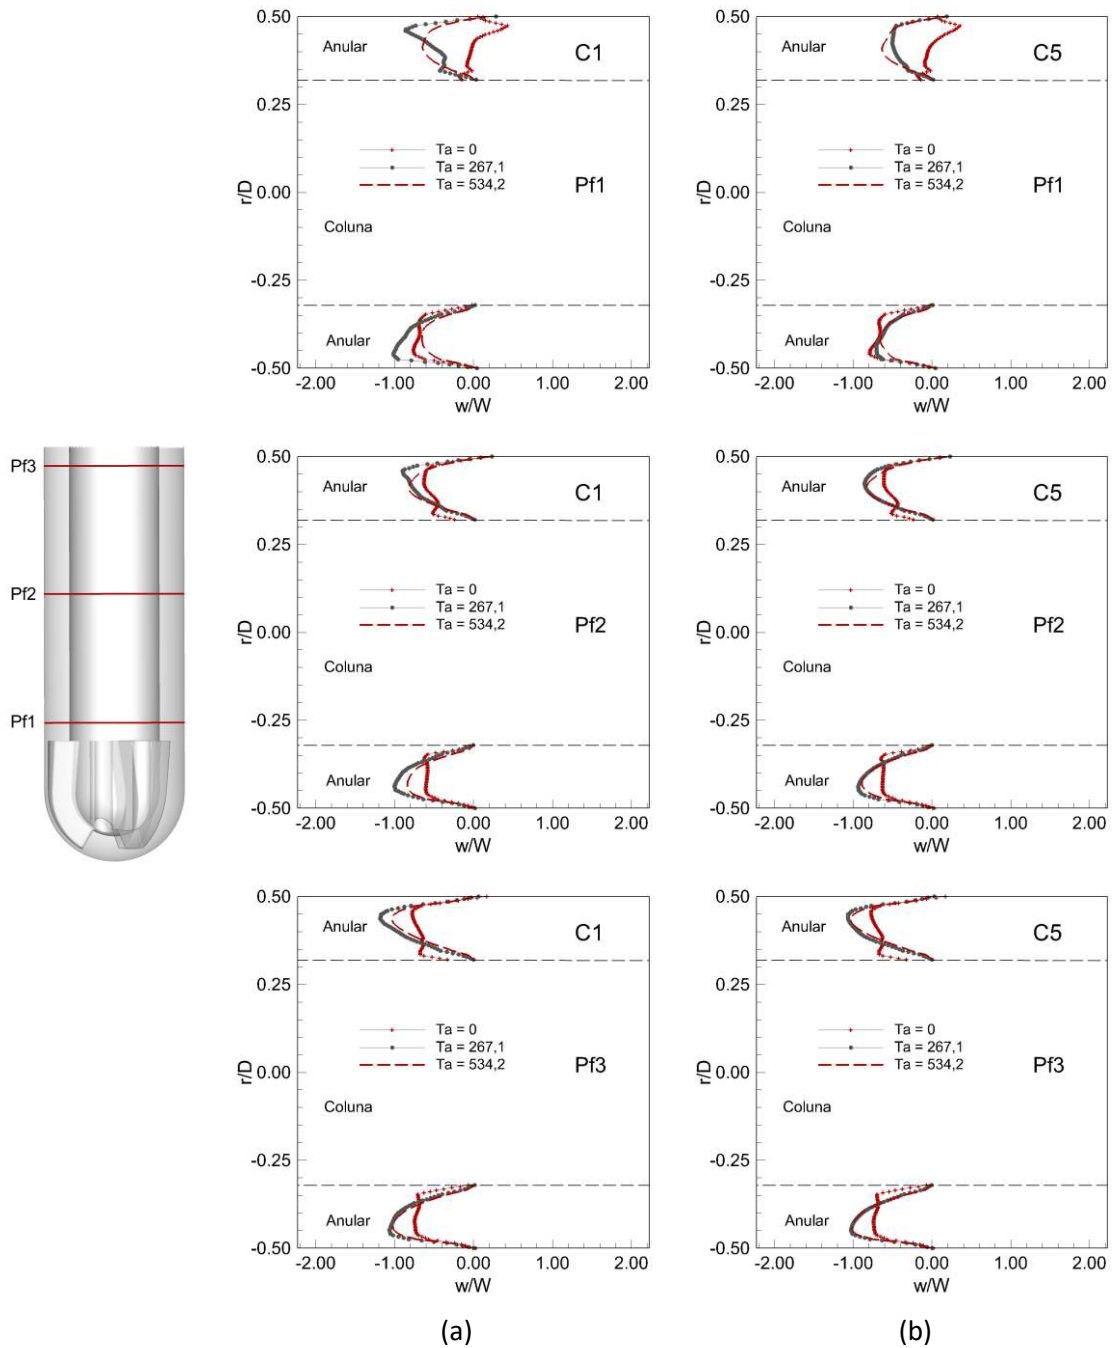 0.50
Anular
C1
0.25
Ta = 0
Ta = 267,1
Ta = 534,2
Pf1
r/D
0.00
Coluna
-0.25
Anular
-0.50
-2.00 -1.00 0.00 1.00 2.00
w/W
0.50
Anular
C5
0.25
Ta = 0
Ta = 267,1
Ta = 534,2
Pf1
r/D
0.00
Coluna
-0.25
Anular
-0.50
-2.00 -1.00 0.00 1.00 2.00
w/W
Pf3
Pf2
Pf1
0.50
Anular
C1
0.25
Ta = 0
Ta = 267,1
Ta = 534,2
Pf2
r/D
0.00
Coluna
-0.25
Anular
-0.50
-2.00 -1.00 0.00 1.00 2.00
w/W
0.50
Anular
C5
0.25
Ta = 0
Ta = 267,1
Ta = 534,2
Pf2
r/D
0.00
Coluna
-0.25
Anular
-0.50
-2.00 -1.00 0.00 1.00 2.00
w/W
0.50
Anular
C1
0.25
Ta = 0
Ta = 267,1
Ta = 534,2
Pf3
r/D
0.00
Coluna
-0.25
Anular
-0.50
-2.00 -1.00 0.00 1.00 2.00
w/W
0.50
Anular
C5
0.25
Ta = 0
Ta = 267,1
Ta = 534,2
Pf3
r/D
0.00
Coluna
-0.25
Anular
-0.50
-2.00 -1.00 0.00 1.00 2.00
w/W
(a)
(b)